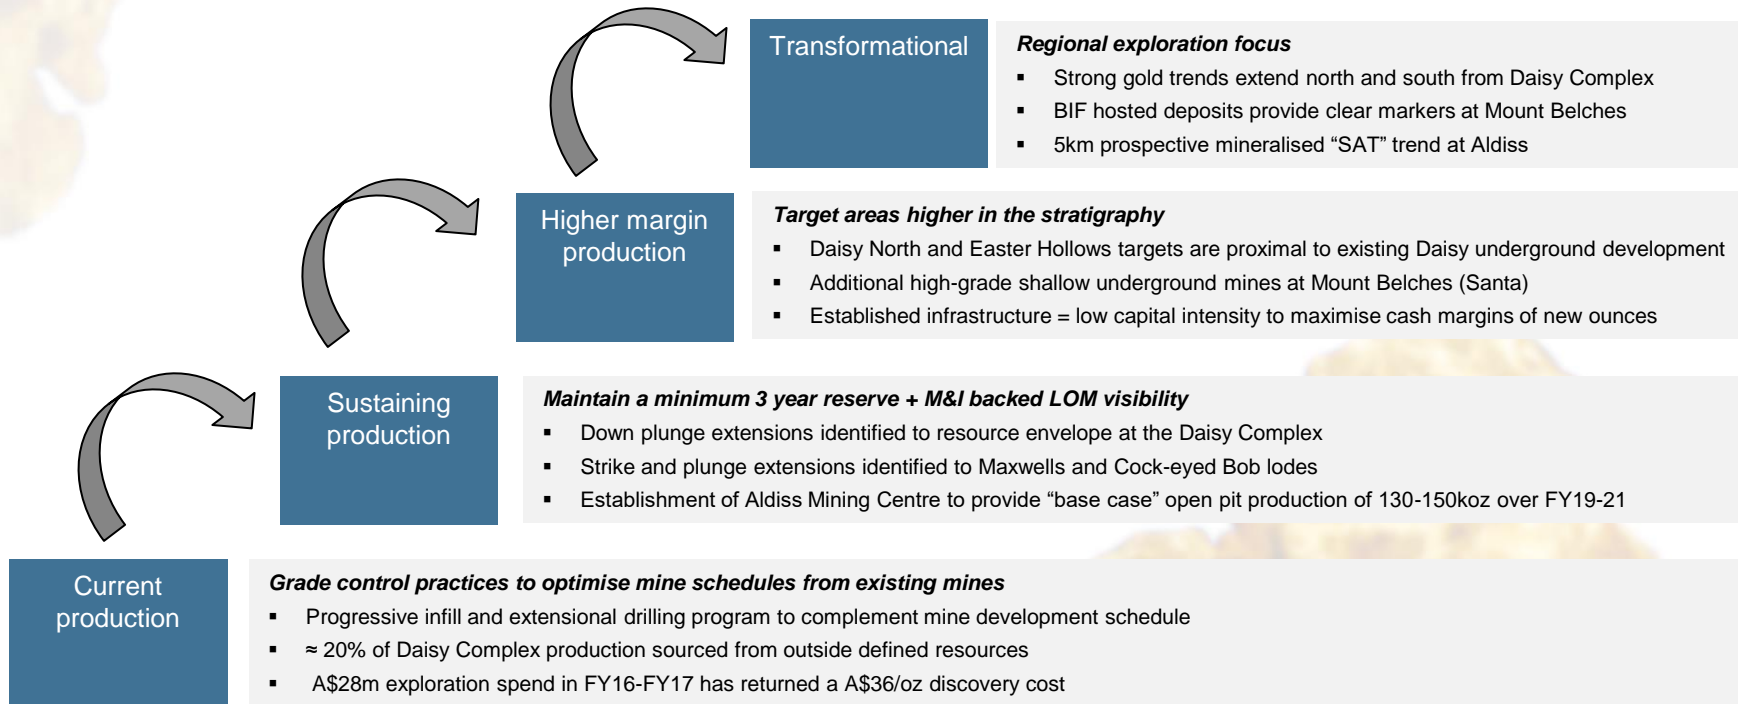 Transformational
Regional exploration focus
▪ Strong gold trends extend north and south from Daisy Complex
▪ BIF hosted deposits provide clear markers at Mount Belches
▪ 5km prospective mineralised “SAT” trend at Aldiss
Higher margin
production
Target areas higher in the stratigraphy
▪ Daisy North and Easter Hollows targets are proximal to existing Daisy underground development
▪ Additional high-grade shallow underground mines at Mount Belches (Santa)
▪ Established infrastructure = low capital intensity to maximise cash margins of new ounces
Sustaining
production
Maintain a minimum 3 year reserve + M&I backed LOM visibility
▪ Down plunge extensions identified to resource envelope at the Daisy Complex
▪ Strike and plunge extensions identified to Maxwells and Cock-eyed Bob lodes
▪ Establishment of Aldiss Mining Centre to provide “base case” open pit production of 130-150koz over FY19-21
Current
production
Grade control practices to optimise mine schedules from existing mines
▪ Progressive infill and extensional drilling program to complement mine development schedule
▪ ≈ 20% of Daisy Complex production sourced from outside defined resources
▪ A$28m exploration spend in FY16-FY17 has returned a A$36/oz discovery cost